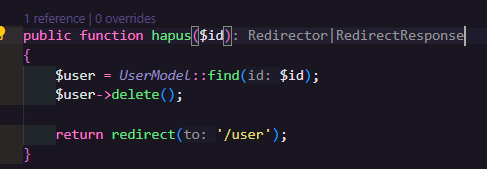 1 reference | 0 overrides
public function hapus($id): Redirector|RedirectResponse
{
$user = UserModel::find(id: $id);
$user->delete();
return redirect(to: '/user');
}